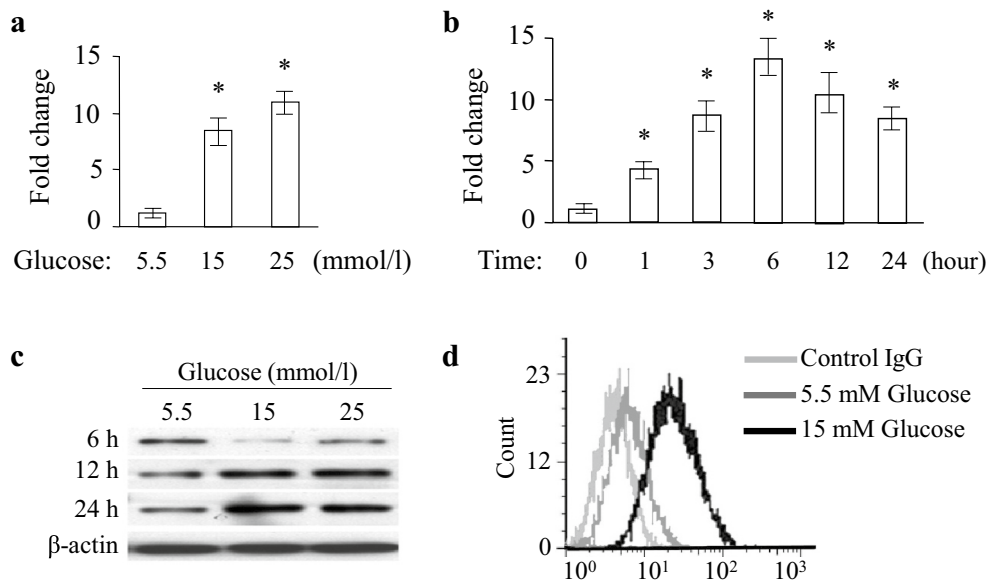 a
Fold change
15
10
5
0
*
*
Glucose: 5.5 15 25 (mmol/l)
b
Fold change
15
10
5
0
*
*
*
*
*
Time: 0 1 3 6 12 24 (hour)
c
Glucose (mmol/l)
5.5 15 25
6 h
12 h
24 h
β-actin
d
Count
23
12
0
10⁰ 10¹ 10² 10³
Control IgG
5.5 mM Glucose
15 mM Glucose